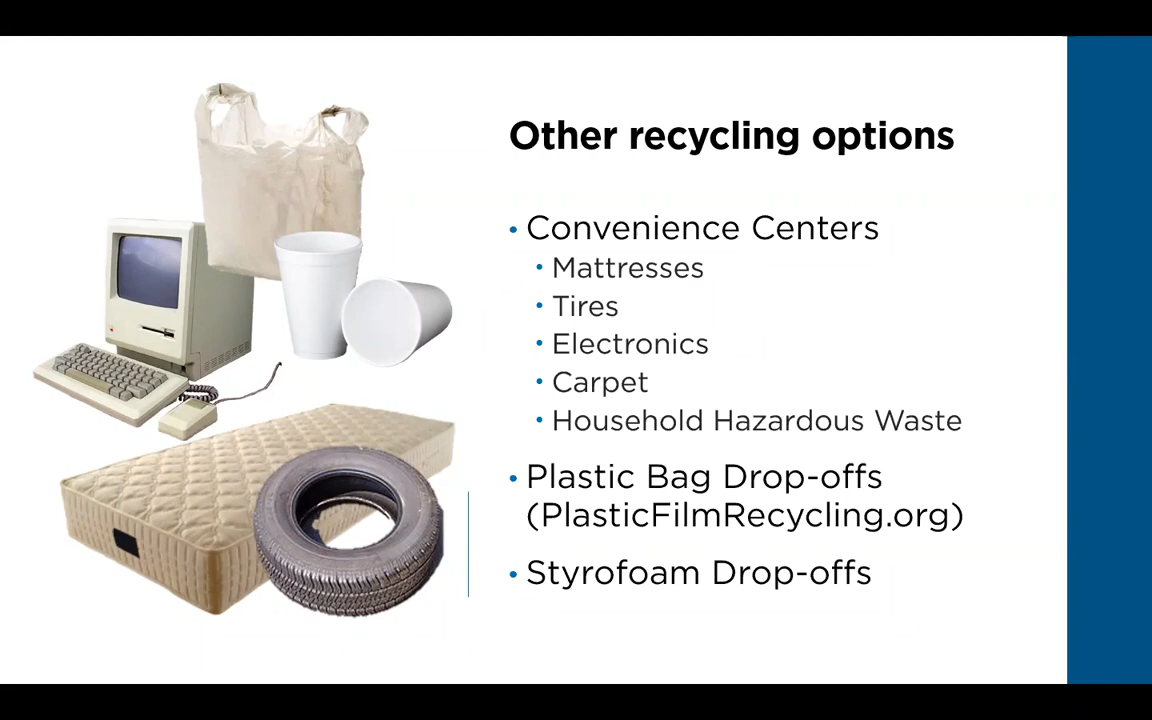 Other recycling options
• Convenience Centers
• Mattresses
• Tires
• Electronics
• Carpet
• Household Hazardous Waste
• Plastic Bag Drop-offs
(PlasticFilmRecycling.org)
• Styrofoam Drop-offs